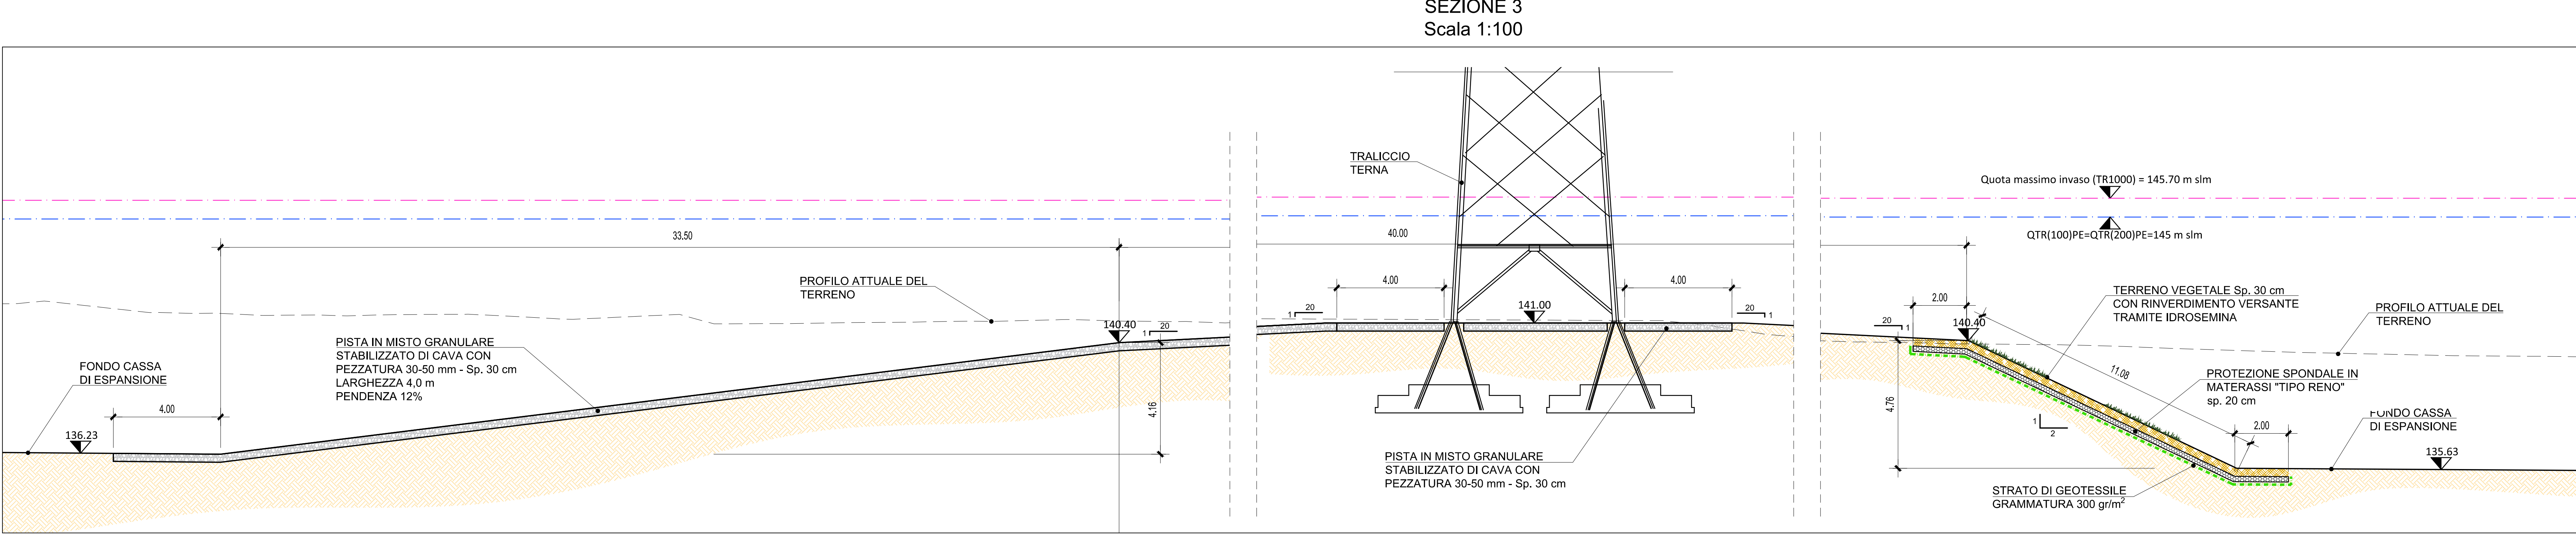 SEZIONE 3
Scala 1:100
33.50
PROFILO ATTUALE DEL
TERRENO
140.40
20
1
4.16
PISTA IN MISTO GRANULARE
STABILIZZATO DI CAVA CON
PEZZATURA 30-50 mm - Sp. 30 cm
LARGHEZZA 4,0 m
PENDENZA 12%
FONDO CASSA
DI ESPANSIONE
4.00
136.23
TRALICCIO
TERNA
40.00
4.00
4.00
20
1
141.00
20
1
PISTA IN MISTO GRANULARE
STABILIZZATO DI CAVA CON
PEZZATURA 30-50 mm - Sp. 30 cm
Quota massimo invaso (TR1000) = 145.70 m slm
QTR(100)PE=QTR(200)PE=145 m slm
2.00
20
1
140.40
TERRENO VEGETALE Sp. 30 cm
CON RINVERDIMENTO VERSANTE
TRAMITE IDROSEMINA
PROFILO ATTUALE DEL
TERRENO
11.08
4.76
PROTEZIONE SPONDALE IN
MATERASSI "TIPO RENO"
sp. 20 cm
1
2
2.00
FONDO CASSA
DI ESPANSIONE
135.63
STRATO DI GEOTESSILE
GRAMMATURA 300 gr/m²